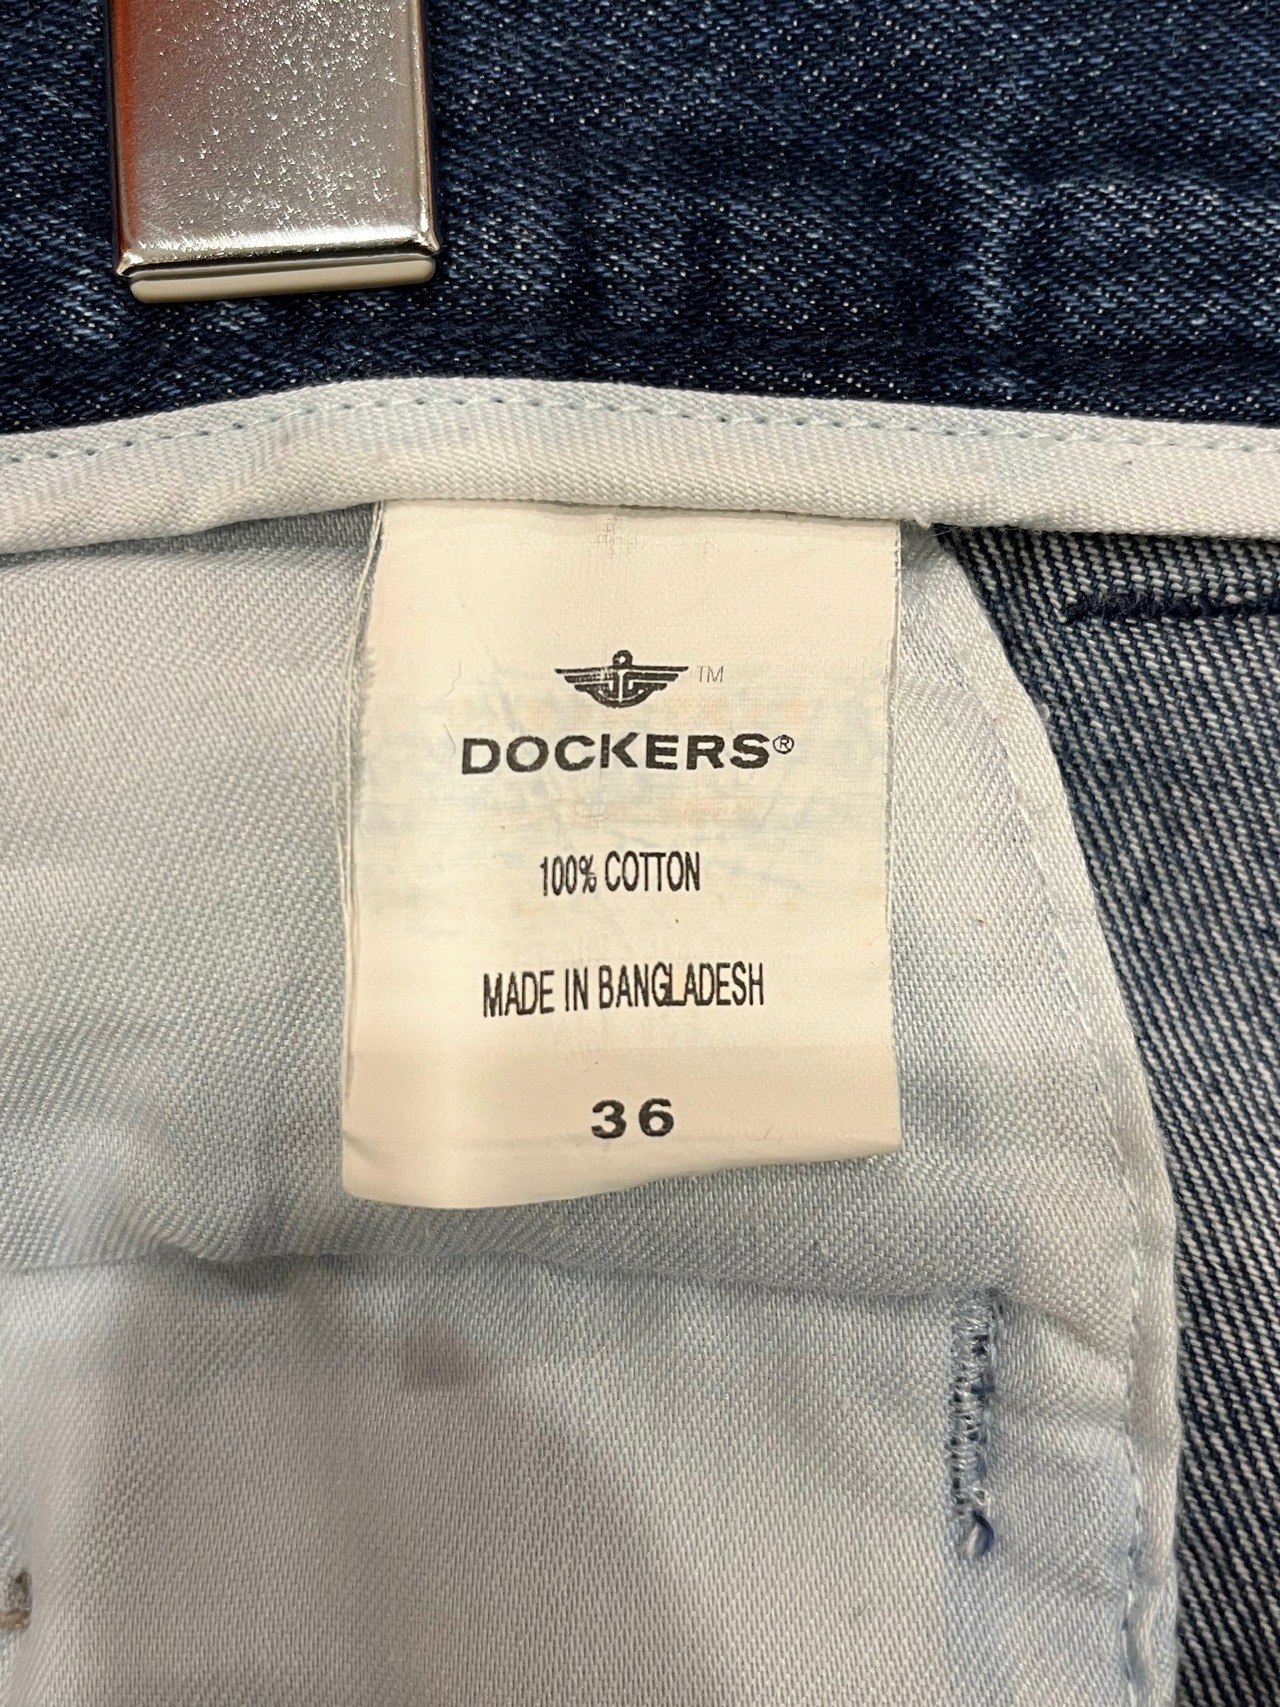 TM
DOCKERS®
100% COTTON
MADE IN BANGLADESH
36